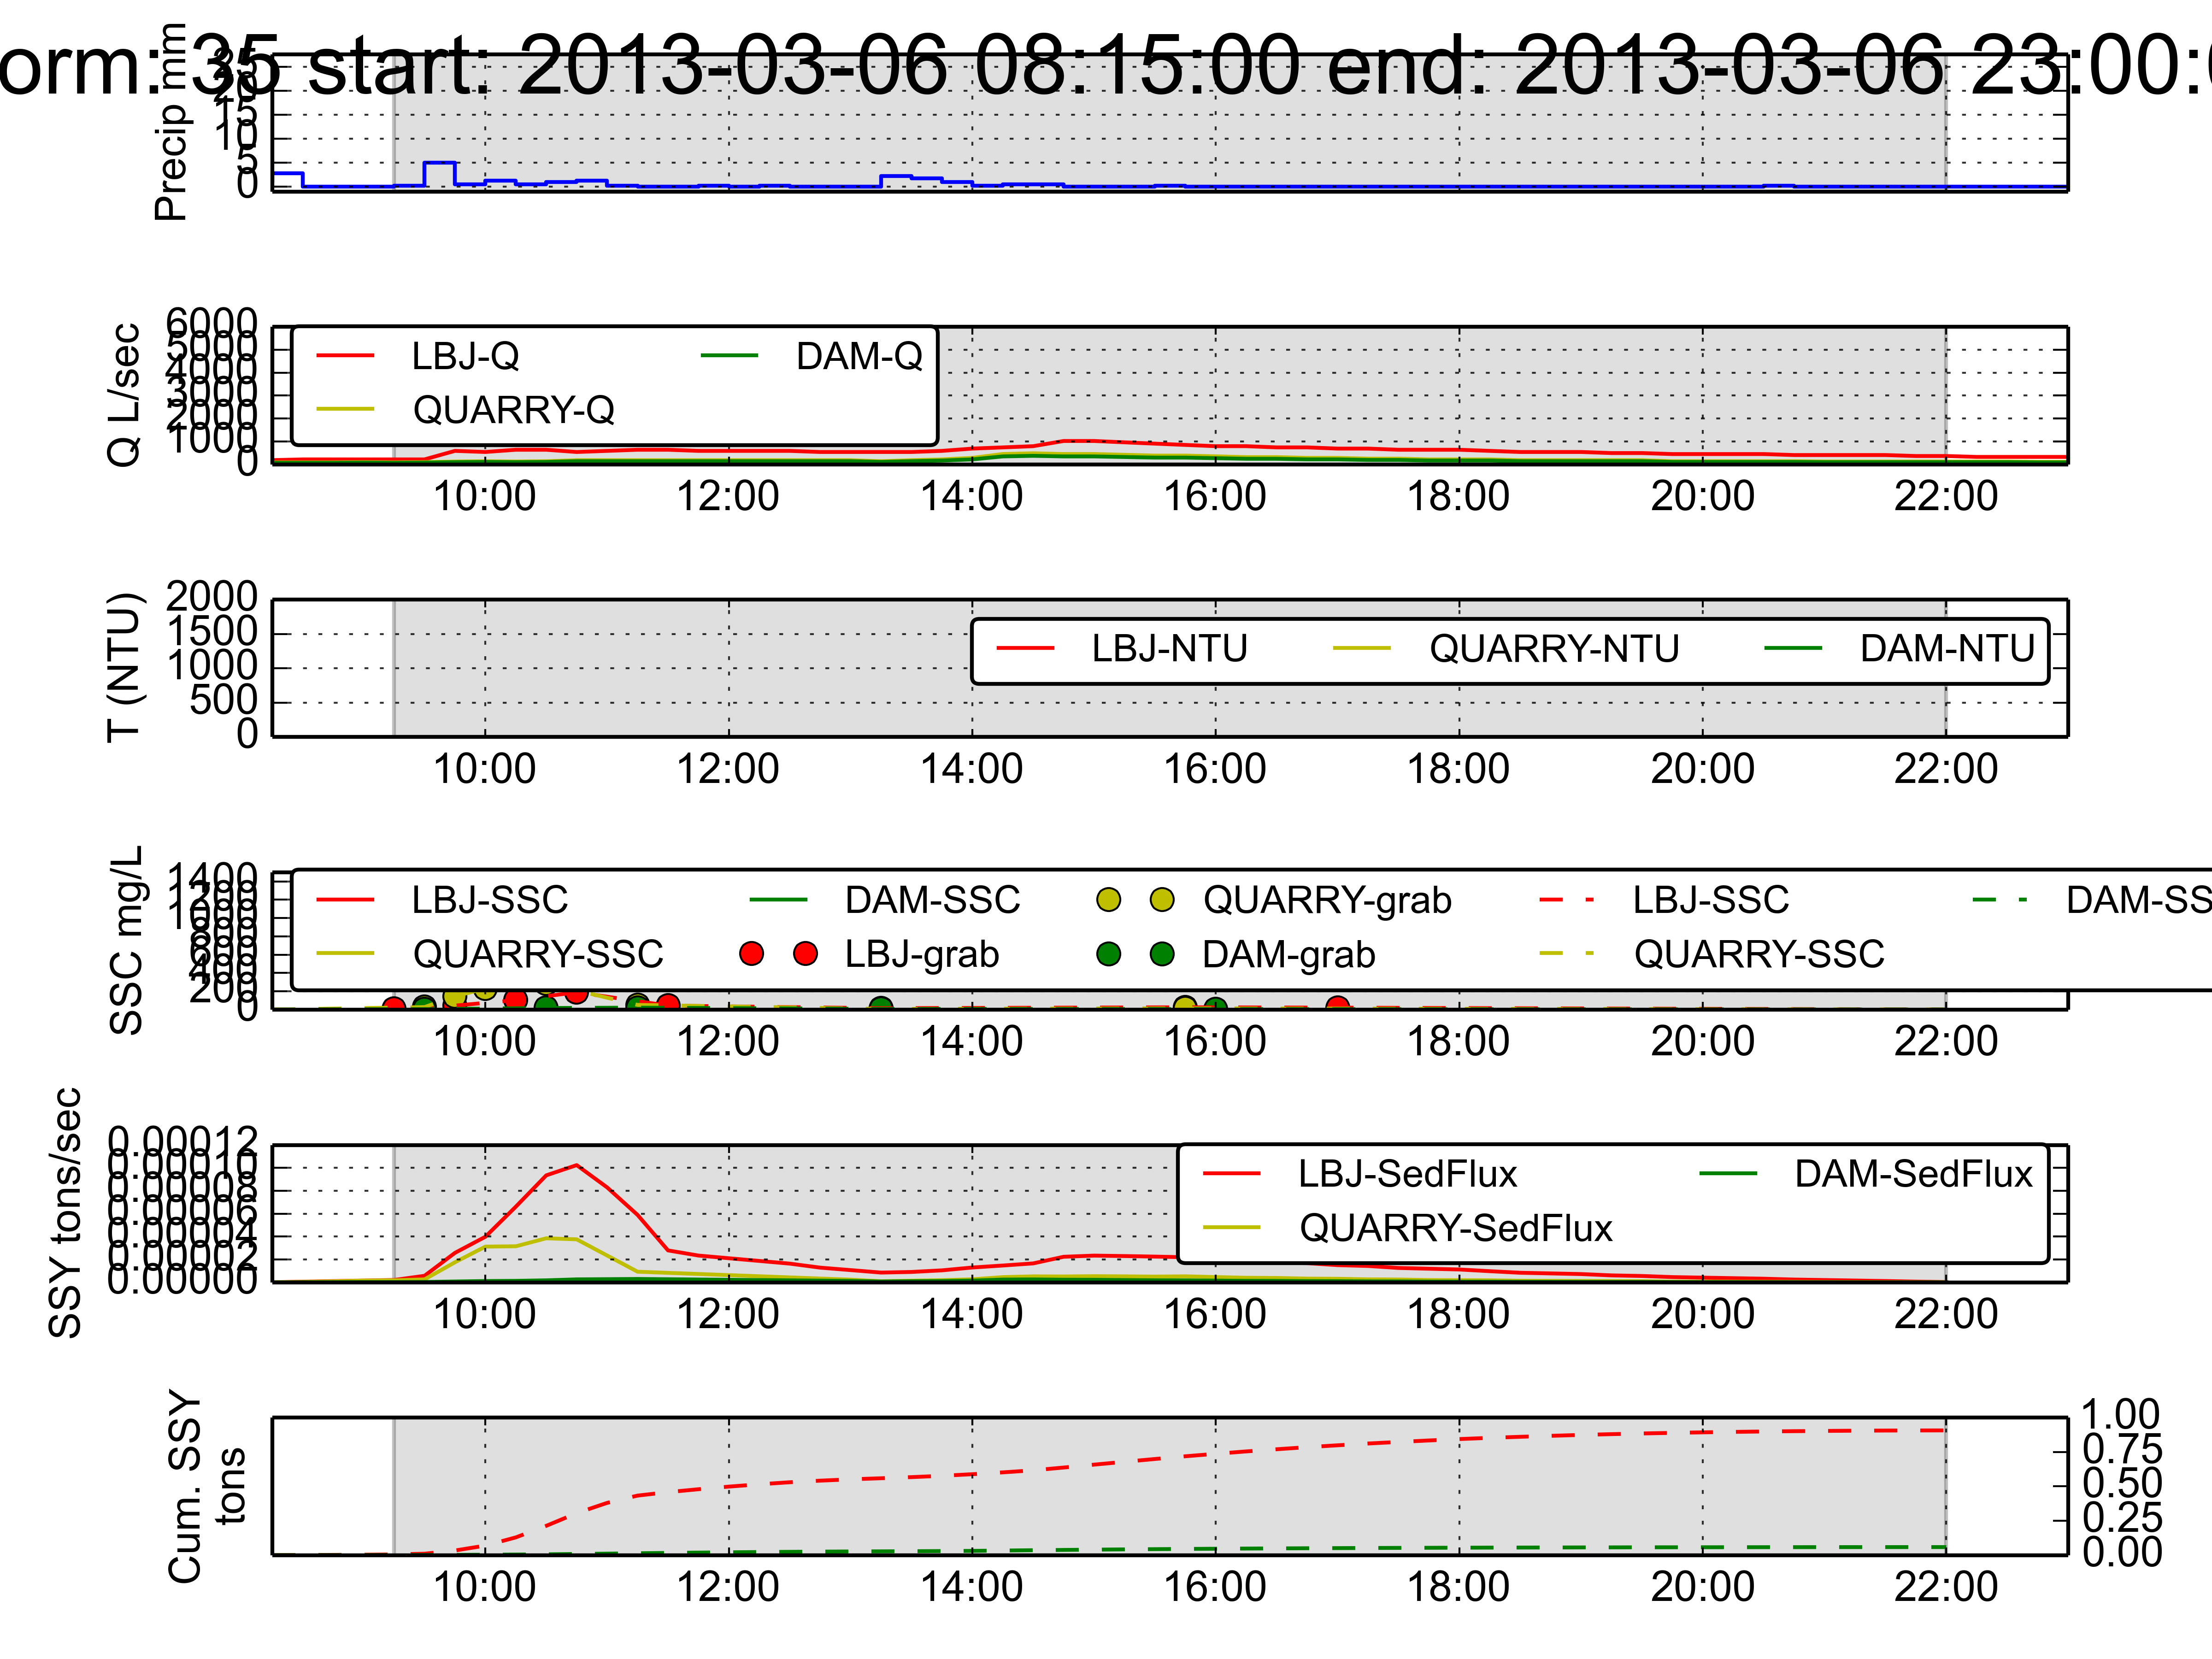 orm: 35 start: 2013-03-06 08:15:00 end: 2013-03-06 23:00:0
Precip mm
25
20
15
10
5
0
Q L/sec
6000
5000
4000
3000
2000
1000
0
LBJ-Q DAM-Q
QUARRY-Q
10:00 12:00 14:00 16:00 18:00 20:00 22:00
T (NTU)
2000
1500
1000
500
0
LBJ-NTU QUARRY-NTU DAM-NTU
10:00 12:00 14:00 16:00 18:00 20:00 22:00
SSC mg/L
1400
1200
1000
800
600
400
200
0
LBJ-SSC DAM-SSC QUARRY-grab LBJ-SSC DAM-SS
QUARRY-SSC LBJ-grab DAM-grab QUARRY-SSC
10:00 12:00 14:00 16:00 18:00 20:00 22:00
SSY tons/sec
0.00012
0.00010
0.00008
0.00006
0.00004
0.00002
0.00000
LBJ-SedFlux DAM-SedFlux
QUARRY-SedFlux
10:00 12:00 14:00 16:00 18:00 20:00 22:00
Cum. SSY
tons
1.00
0.75
0.50
0.25
0.00
10:00 12:00 14:00 16:00 18:00 20:00 22:00